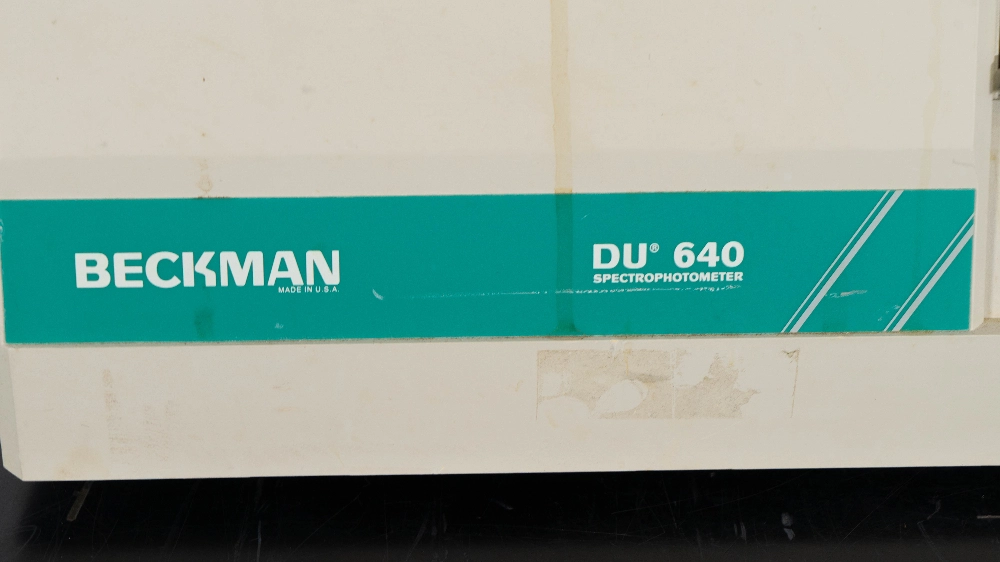 BECKMAN
MADE IN U.S.A.
DU® 640
SPECTROPHOTOMETER